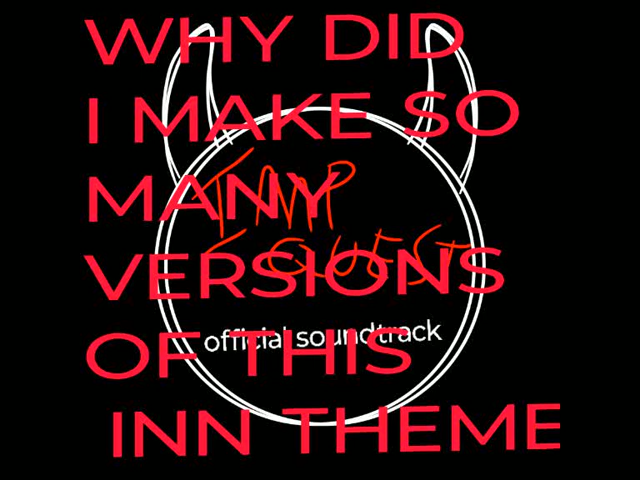 WHY DID
I MAKE SO
MANY
IMP
QUEST
VERSIONS
official soundtrack
OF THIS
INN THEME